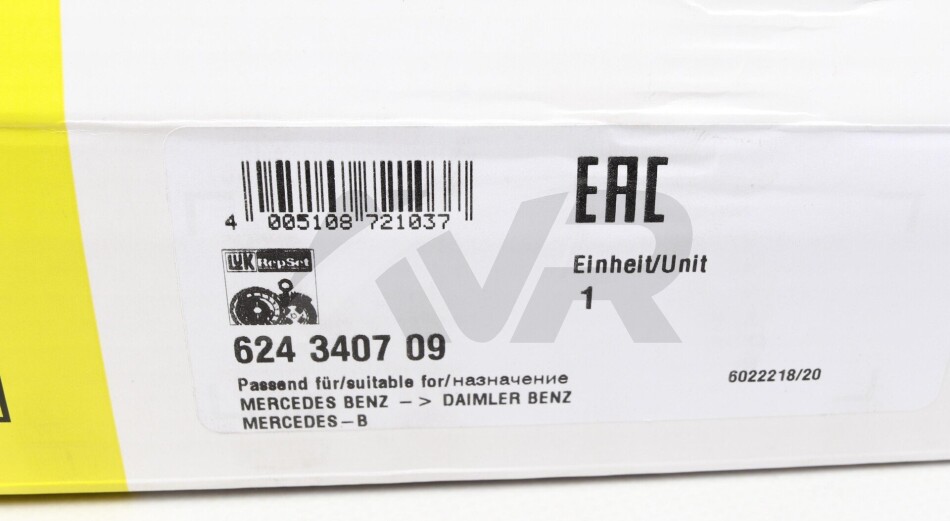 4 005108 721037
EAC
LuK RepSet
Einheit/Unit
1
624 3407 09
Passend für/suitable for/назначение
MERCEDES BENZ –> DAIMLER BENZ
MERCEDES–B
6022218/20
VR